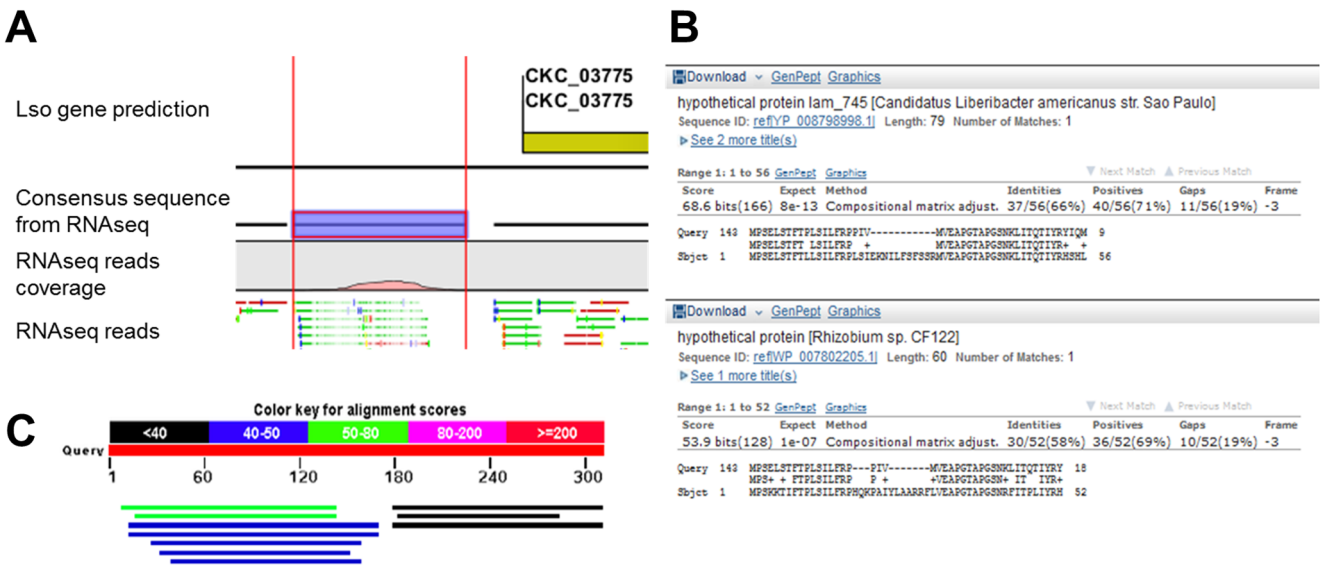 A
Lso gene prediction
CKC_03775
CKC_03775
Consensus sequence
from RNAseq
RNAseq reads
coverage
RNAseq reads
B
Download GenPept Graphics
hypothetical protein lam_745 [Candidatus Liberibacter americanus str. Sao Paulo]
Sequence ID: ref|YP_008798998.1| Length: 79 Number of Matches: 1
See 2 more title(s)
Range 1: 1 to 56 GenPept Graphics Next Match Previous Match
Score Expect Method Identities Positives Gaps Frame
68.6 bits(166) 8e-13 Compositional matrix adjust. 37/56(66%) 40/56(71%) 11/56(19%) -3
Query 143 MPSELSTFTPLSILFRPPIV-----------MVEAPGTAPGSNKLITQTIYRYIQM 9
MPSELSTFT LSILFRP + MVEAPGTAPGSNKLITQTIYR+ +
Sbjct 1 MPSELSTFTLLSILFRPLSIEKNILFSFSSRMVEAPGTAPGSNKLITQTIYRHSHL 56
Download GenPept Graphics
hypothetical protein [Rhizobium sp. CF122]
Sequence ID: ref|WP_007802205.1| Length: 60 Number of Matches: 1
See 1 more title(s)
Range 1: 1 to 52 GenPept Graphics Next Match Previous Match
Score Expect Method Identities Positives Gaps Frame
53.9 bits(128) 1e-07 Compositional matrix adjust. 30/52(58%) 36/52(69%) 10/52(19%) -3
Query 143 MPSELSTFTPLSILFRP---PIV-------MVEAPGTAPGSNKLITQTIYRY 18
MPS+ + FTPLSILFRP P + +VEAPGTAPGSN+ IT IYR+
Sbjct 1 MPSKKTIFTPLSILFRPHQKPAIYLAARRFLVEAPGTAPGSNRFITPLIYRH 52
C
Color key for alignment scores
<40 40-50 50-80 80-200 >=200
Query
1 60 120 180 240 300